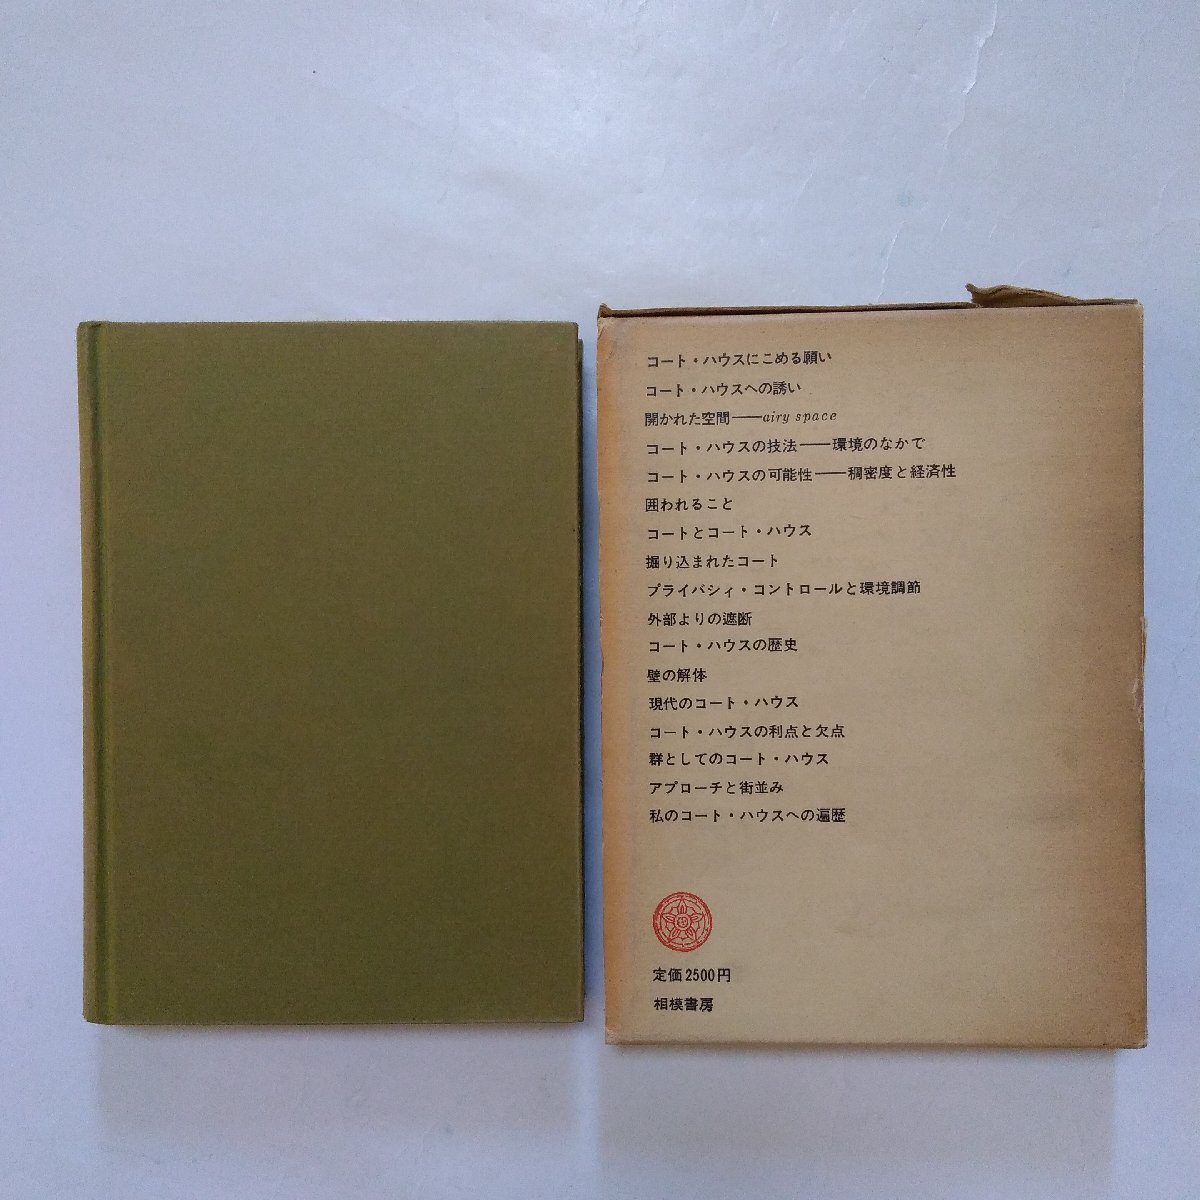 コート・ハウスにこめる願い
コート・ハウスへの誘い
開かれた空間——airy space
コート・ハウスの技法——環境のなかで
コート・ハウスの可能性——稠密度と経済性
囲われること
コートとコート・ハウス
掘り込まれたコート
プライバシィ・コントロールと環境調節
外部よりの遮断
コート・ハウスの歴史
壁の解体
現代のコート・ハウス
コート・ハウスの利点と欠点
群としてのコート・ハウス
アプローチと街並み
私のコート・ハウスへの遍歴
定価2500円
相模書房